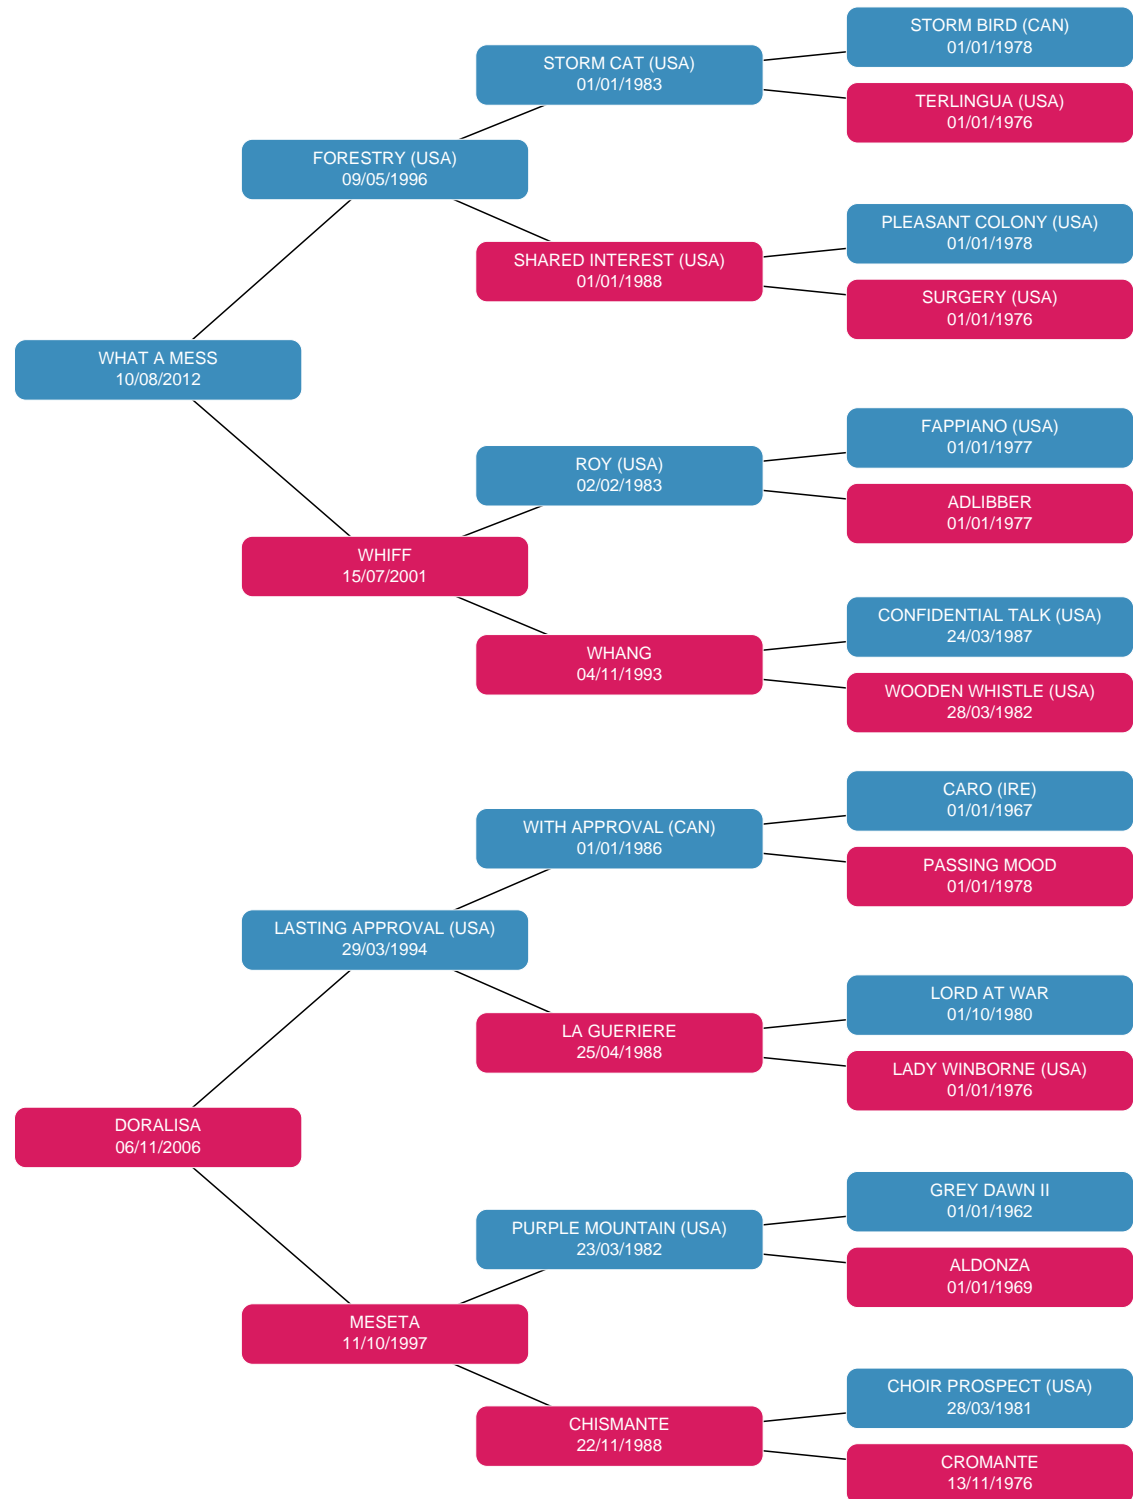 STORM BIRD (CAN)
01/01/1978
STORM CAT (USA)
01/01/1983
TERLINGUA (USA)
01/01/1976
FORESTRY (USA)
09/05/1996
PLEASANT COLONY (USA)
01/01/1978
SHARED INTEREST (USA)
01/01/1988
SURGERY (USA)
01/01/1976
WHAT A MESS
10/08/2012
FAPPIANO (USA)
01/01/1977
ROY (USA)
02/02/1983
ADLIBBER
01/01/1977
WHIFF
15/07/2001
CONFIDENTIAL TALK (USA)
24/03/1987
WHANG
04/11/1993
WOODEN WHISTLE (USA)
28/03/1982
CARO (IRE)
01/01/1967
WITH APPROVAL (CAN)
01/01/1986
PASSING MOOD
01/01/1978
LASTING APPROVAL (USA)
29/03/1994
LORD AT WAR
01/10/1980
LA GUERIERE
25/04/1988
LADY WINBORNE (USA)
01/01/1976
DORALISA
06/11/2006
GREY DAWN II
01/01/1962
PURPLE MOUNTAIN (USA)
23/03/1982
ALDONZA
01/01/1969
MESETA
11/10/1997
CHOIR PROSPECT (USA)
28/03/1981
CHISMANTE
22/11/1988
CROMANTE
13/11/1976